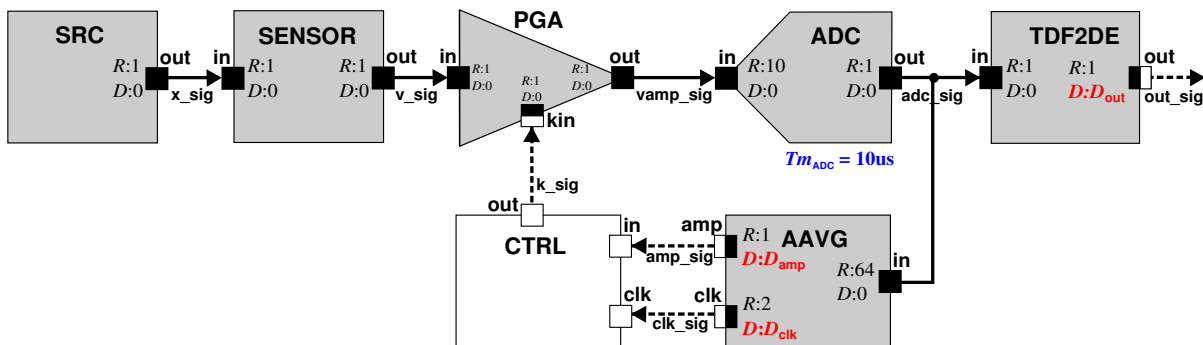 SRC
out
R:1
D:0
x_sig
in
SENSOR
R:1
D:0
out
R:1
D:0
v_sig
in
PGA
R:1
D:0
R:1
D:0
R:1
D:0
kin
out
vamp_sig
in
ADC
R:10
D:0
out
R:1
D:0
adc_sig
Tm_ADC = 10us
in
TDF2DE
R:1
D:0
R:1
D:D_out
out
out_sig
k_sig
out
CTRL
in
clk
amp_sig
clk_sig
amp
AAVG
R:1
D:D_amp
clk
R:2
D:D_clk
R:64
D:0
in